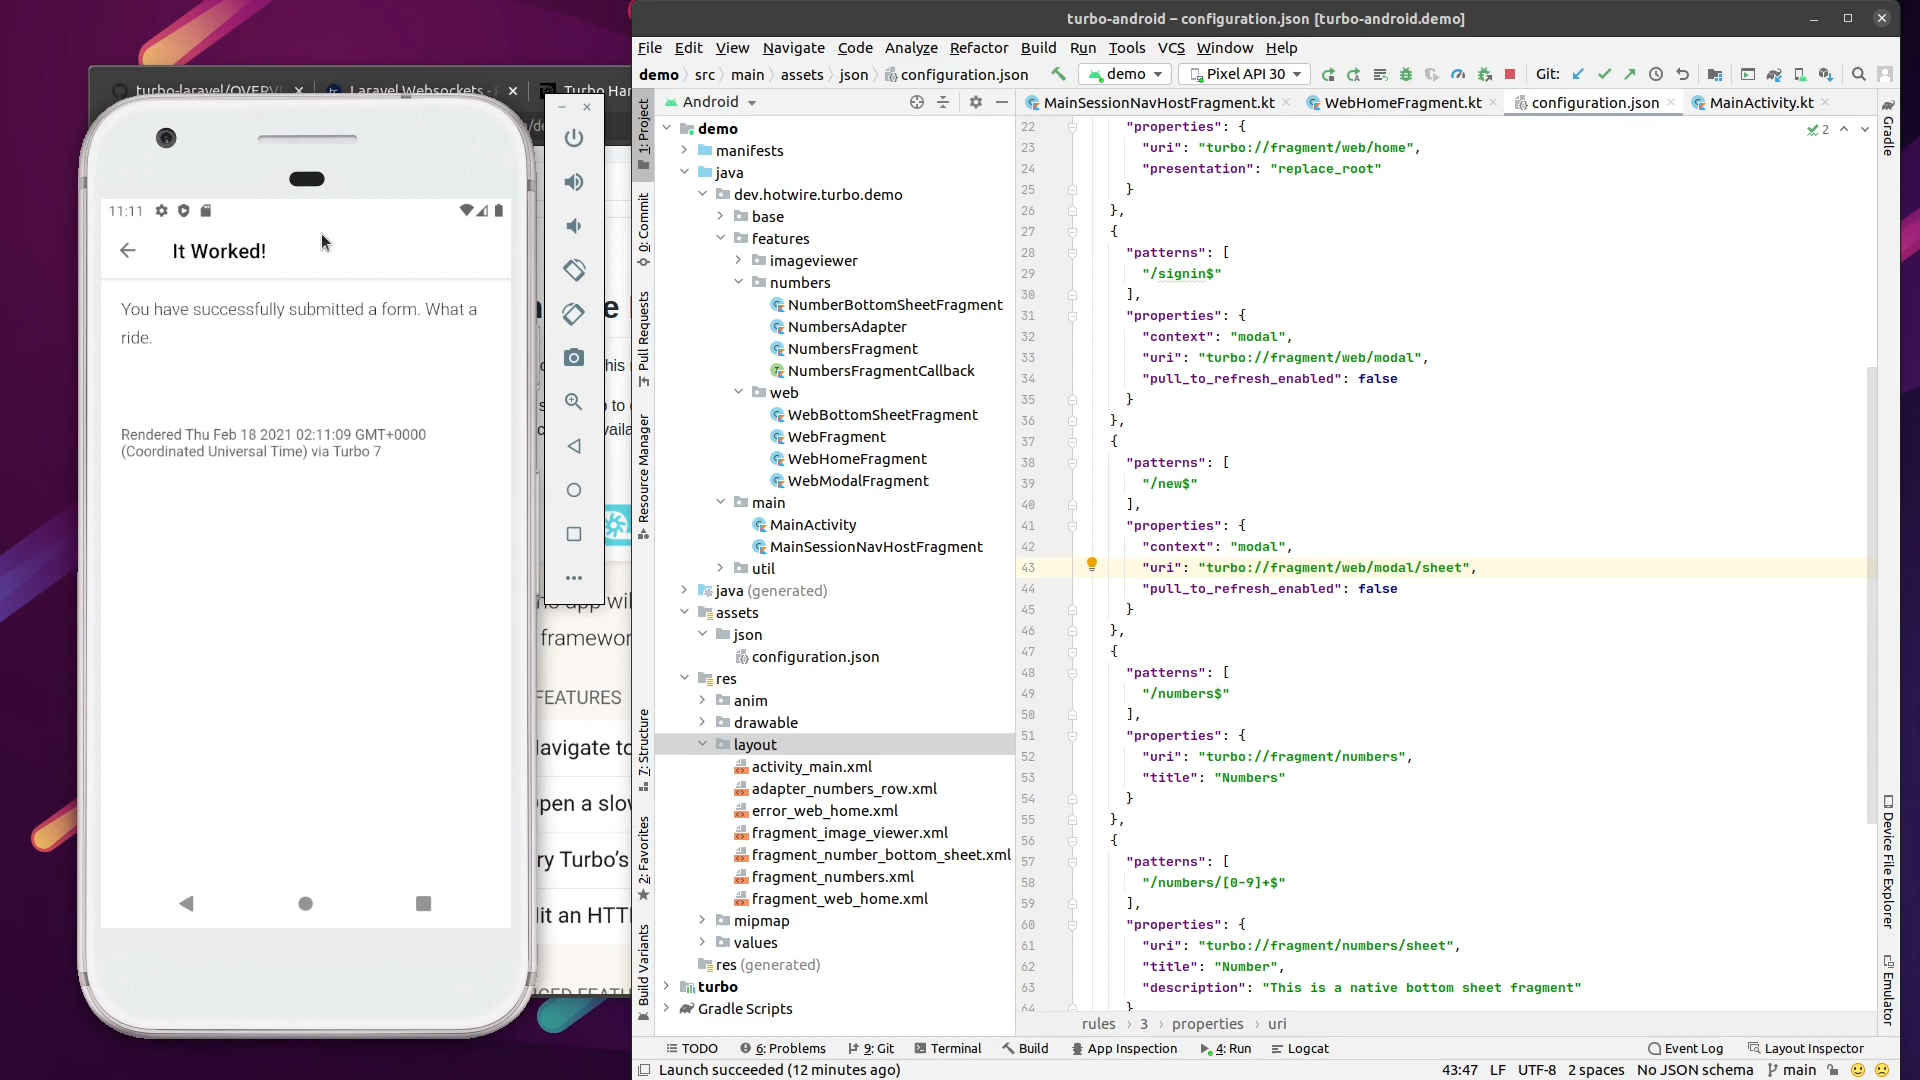 turbo-android – configuration.json [turbo-android.demo]
File Edit View Navigate Code Analyze Refactor Build Run Tools VCS Window Help
demo src main assets json configuration.json demo Pixel API 30 Git:
turbo-laravel/OVERVI Laravel Websockets - Turbo Han
Android
MainSessionNavHostFragment.kt WebHomeFragment.kt configuration.json MainActivity.kt
1: Project
0: Commit
Pull Requests
Resource Manager
7: Structure
2: Favorites
Build Variants
demo
manifests
java
dev.hotwire.turbo.demo
base
features
imageviewer
numbers
NumberBottomSheetFragment
NumbersAdapter
NumbersFragment
NumbersFragmentCallback
web
WebBottomSheetFragment
WebFragment
WebHomeFragment
WebModalFragment
main
MainActivity
MainSessionNavHostFragment
util
java (generated)
assets
json
configuration.json
res
anim
drawable
layout
activity_main.xml
adapter_numbers_row.xml
error_web_home.xml
fragment_image_viewer.xml
fragment_number_bottom_sheet.xml
fragment_numbers.xml
fragment_web_home.xml
mipmap
values
res (generated)
turbo
Gradle Scripts
22 "properties": {
23 "uri": "turbo://fragment/web/home",
24 "presentation": "replace_root"
25 }
26 },
27 {
28 "patterns": [
29 "/signin$"
30 ],
31 "properties": {
32 "context": "modal",
33 "uri": "turbo://fragment/web/modal",
34 "pull_to_refresh_enabled": false
35 }
36 },
37 {
38 "patterns": [
39 "/new$"
40 ],
41 "properties": {
42 "context": "modal",
43 "uri": "turbo://fragment/web/modal/sheet",
44 "pull_to_refresh_enabled": false
45 }
46 },
47 {
48 "patterns": [
49 "/numbers$"
50 ],
51 "properties": {
52 "uri": "turbo://fragment/numbers",
53 "title": "Numbers"
54 }
55 },
56 {
57 "patterns": [
58 "/numbers/[0-9]+$"
59 ],
60 "properties": {
61 "uri": "turbo://fragment/numbers/sheet",
62 "title": "Number",
63 "description": "This is a native bottom sheet fragment"
64 }
2
Gradle
Device File Explorer
Emulator
rules 3 properties uri
TODO 6: Problems 9: Git Terminal Build App Inspection 4: Run Logcat Event Log Layout Inspector
Launch succeeded (12 minutes ago) 43:47 LF UTF-8 2 spaces No JSON schema main
11:11
It Worked!
You have successfully submitted a form. What a
ride.
Rendered Thu Feb 18 2021 02:11:09 GMT+0000
(Coordinated Universal Time) via Turbo 7
framewor
FEATURES